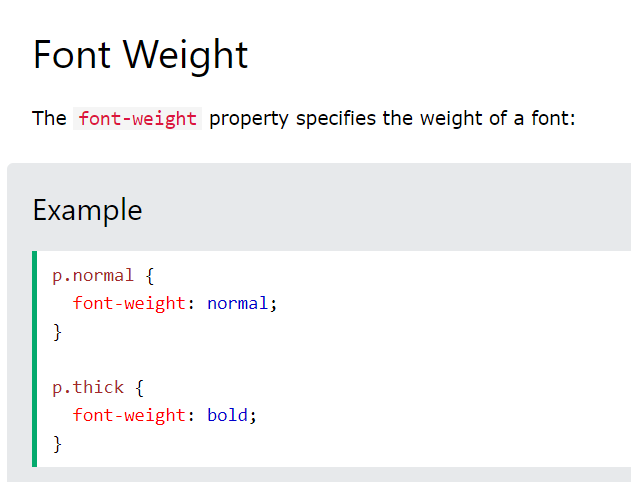 Font Weight
The font-weight property specifies the weight of a font:
Example
p.normal {
  font-weight: normal;
}

p.thick {
  font-weight: bold;
}